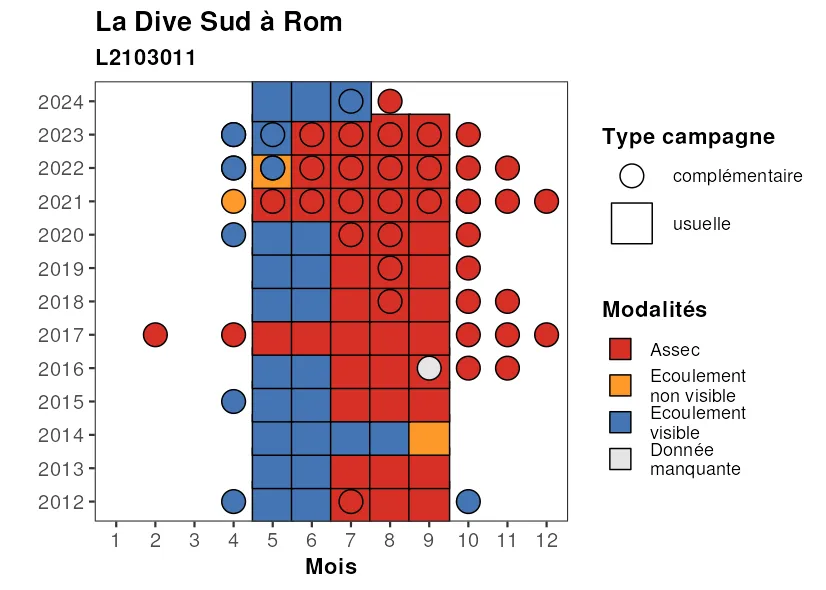 La Dive Sud à Rom
L2103011
2024
2023
2022
2021
2020
2019
2018
2017
2016
2015
2014
2013
2012
1 2 3 4 5 6 7 8 9 10 11 12
Mois
Type campagne
complémentaire
usuelle
Modalités
Assec
Ecoulement
non visible
Ecoulement
visible
Donnée
manquante